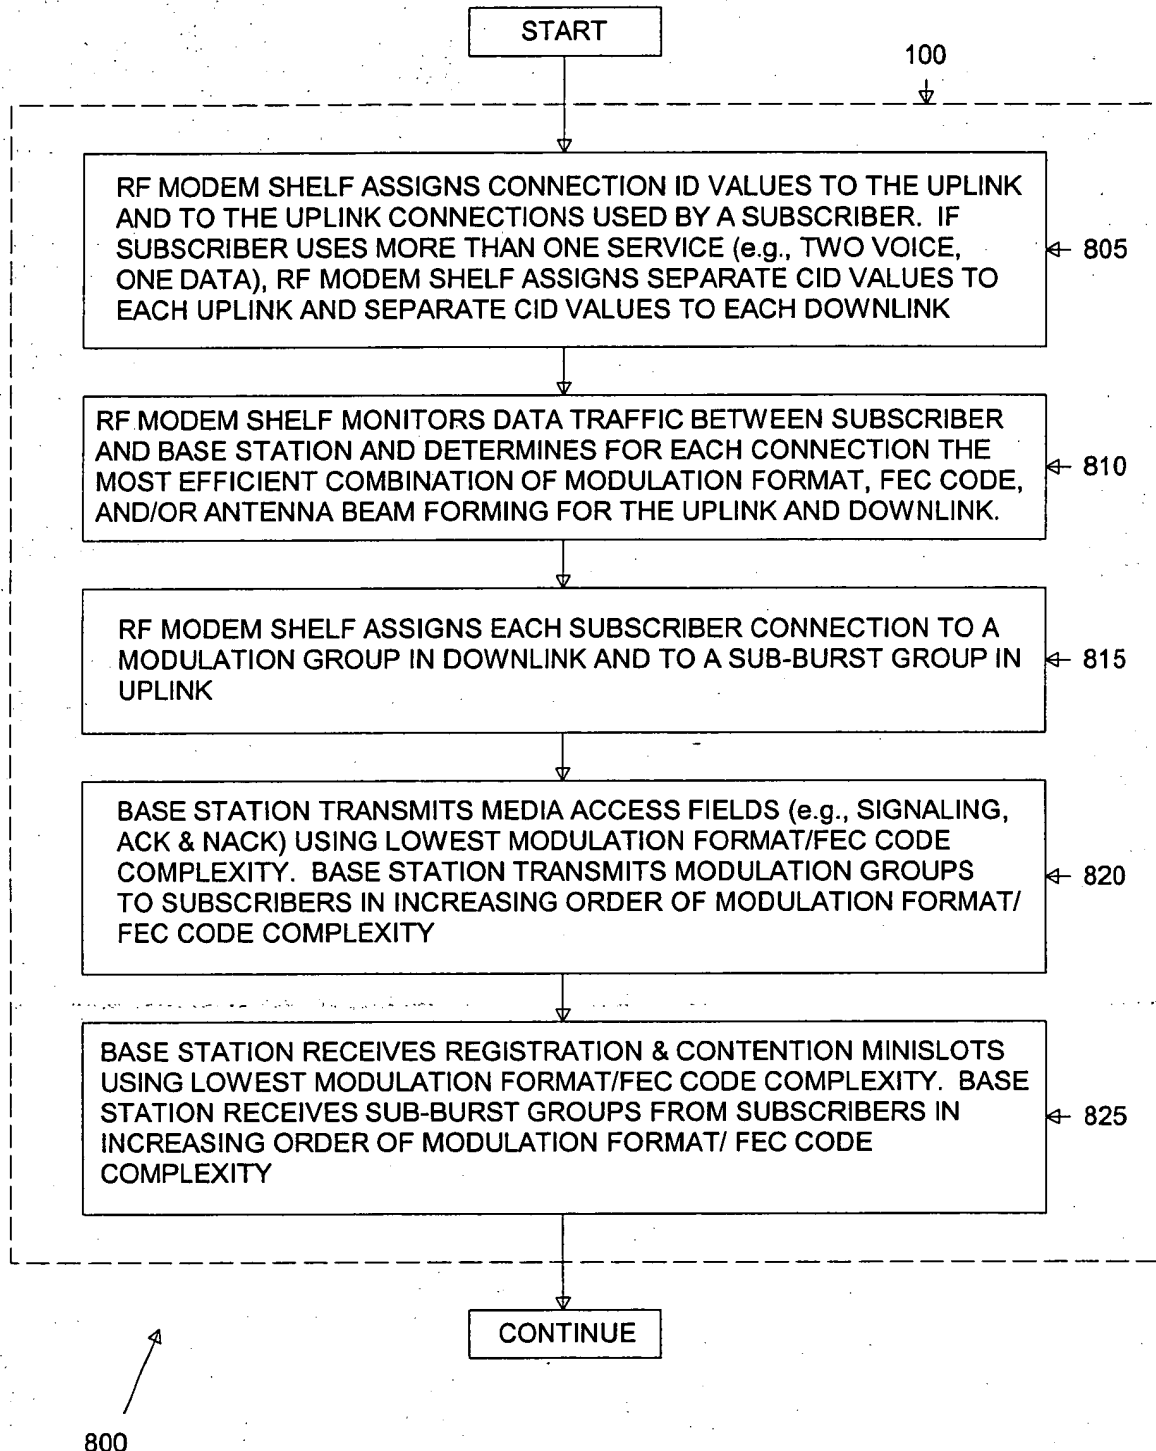 START
100
RF MODEM SHELF ASSIGNS CONNECTION ID VALUES TO THE UPLINK
AND TO THE UPLINK CONNECTIONS USED BY A SUBSCRIBER. IF
SUBSCRIBER USES MORE THAN ONE SERVICE (e.g., TWO VOICE,
ONE DATA), RF MODEM SHELF ASSIGNS SEPARATE CID VALUES TO
EACH UPLINK AND SEPARATE CID VALUES TO EACH DOWNLINK
805
RF MODEM SHELF MONITORS DATA TRAFFIC BETWEEN SUBSCRIBER
AND BASE STATION AND DETERMINES FOR EACH CONNECTION THE
MOST EFFICIENT COMBINATION OF MODULATION FORMAT, FEC CODE,
AND/OR ANTENNA BEAM FORMING FOR THE UPLINK AND DOWNLINK.
810
RF MODEM SHELF ASSIGNS EACH SUBSCRIBER CONNECTION TO A
MODULATION GROUP IN DOWNLINK AND TO A SUB-BURST GROUP IN
UPLINK
815
BASE STATION TRANSMITS MEDIA ACCESS FIELDS (e.g., SIGNALING,
ACK & NACK) USING LOWEST MODULATION FORMAT/FEC CODE
COMPLEXITY. BASE STATION TRANSMITS MODULATION GROUPS
TO SUBSCRIBERS IN INCREASING ORDER OF MODULATION FORMAT/
FEC CODE COMPLEXITY
820
BASE STATION RECEIVES REGISTRATION & CONTENTION MINISLOTS
USING LOWEST MODULATION FORMAT/FEC CODE COMPLEXITY. BASE
STATION RECEIVES SUB-BURST GROUPS FROM SUBSCRIBERS IN
INCREASING ORDER OF MODULATION FORMAT/ FEC CODE
COMPLEXITY
825
CONTINUE
800